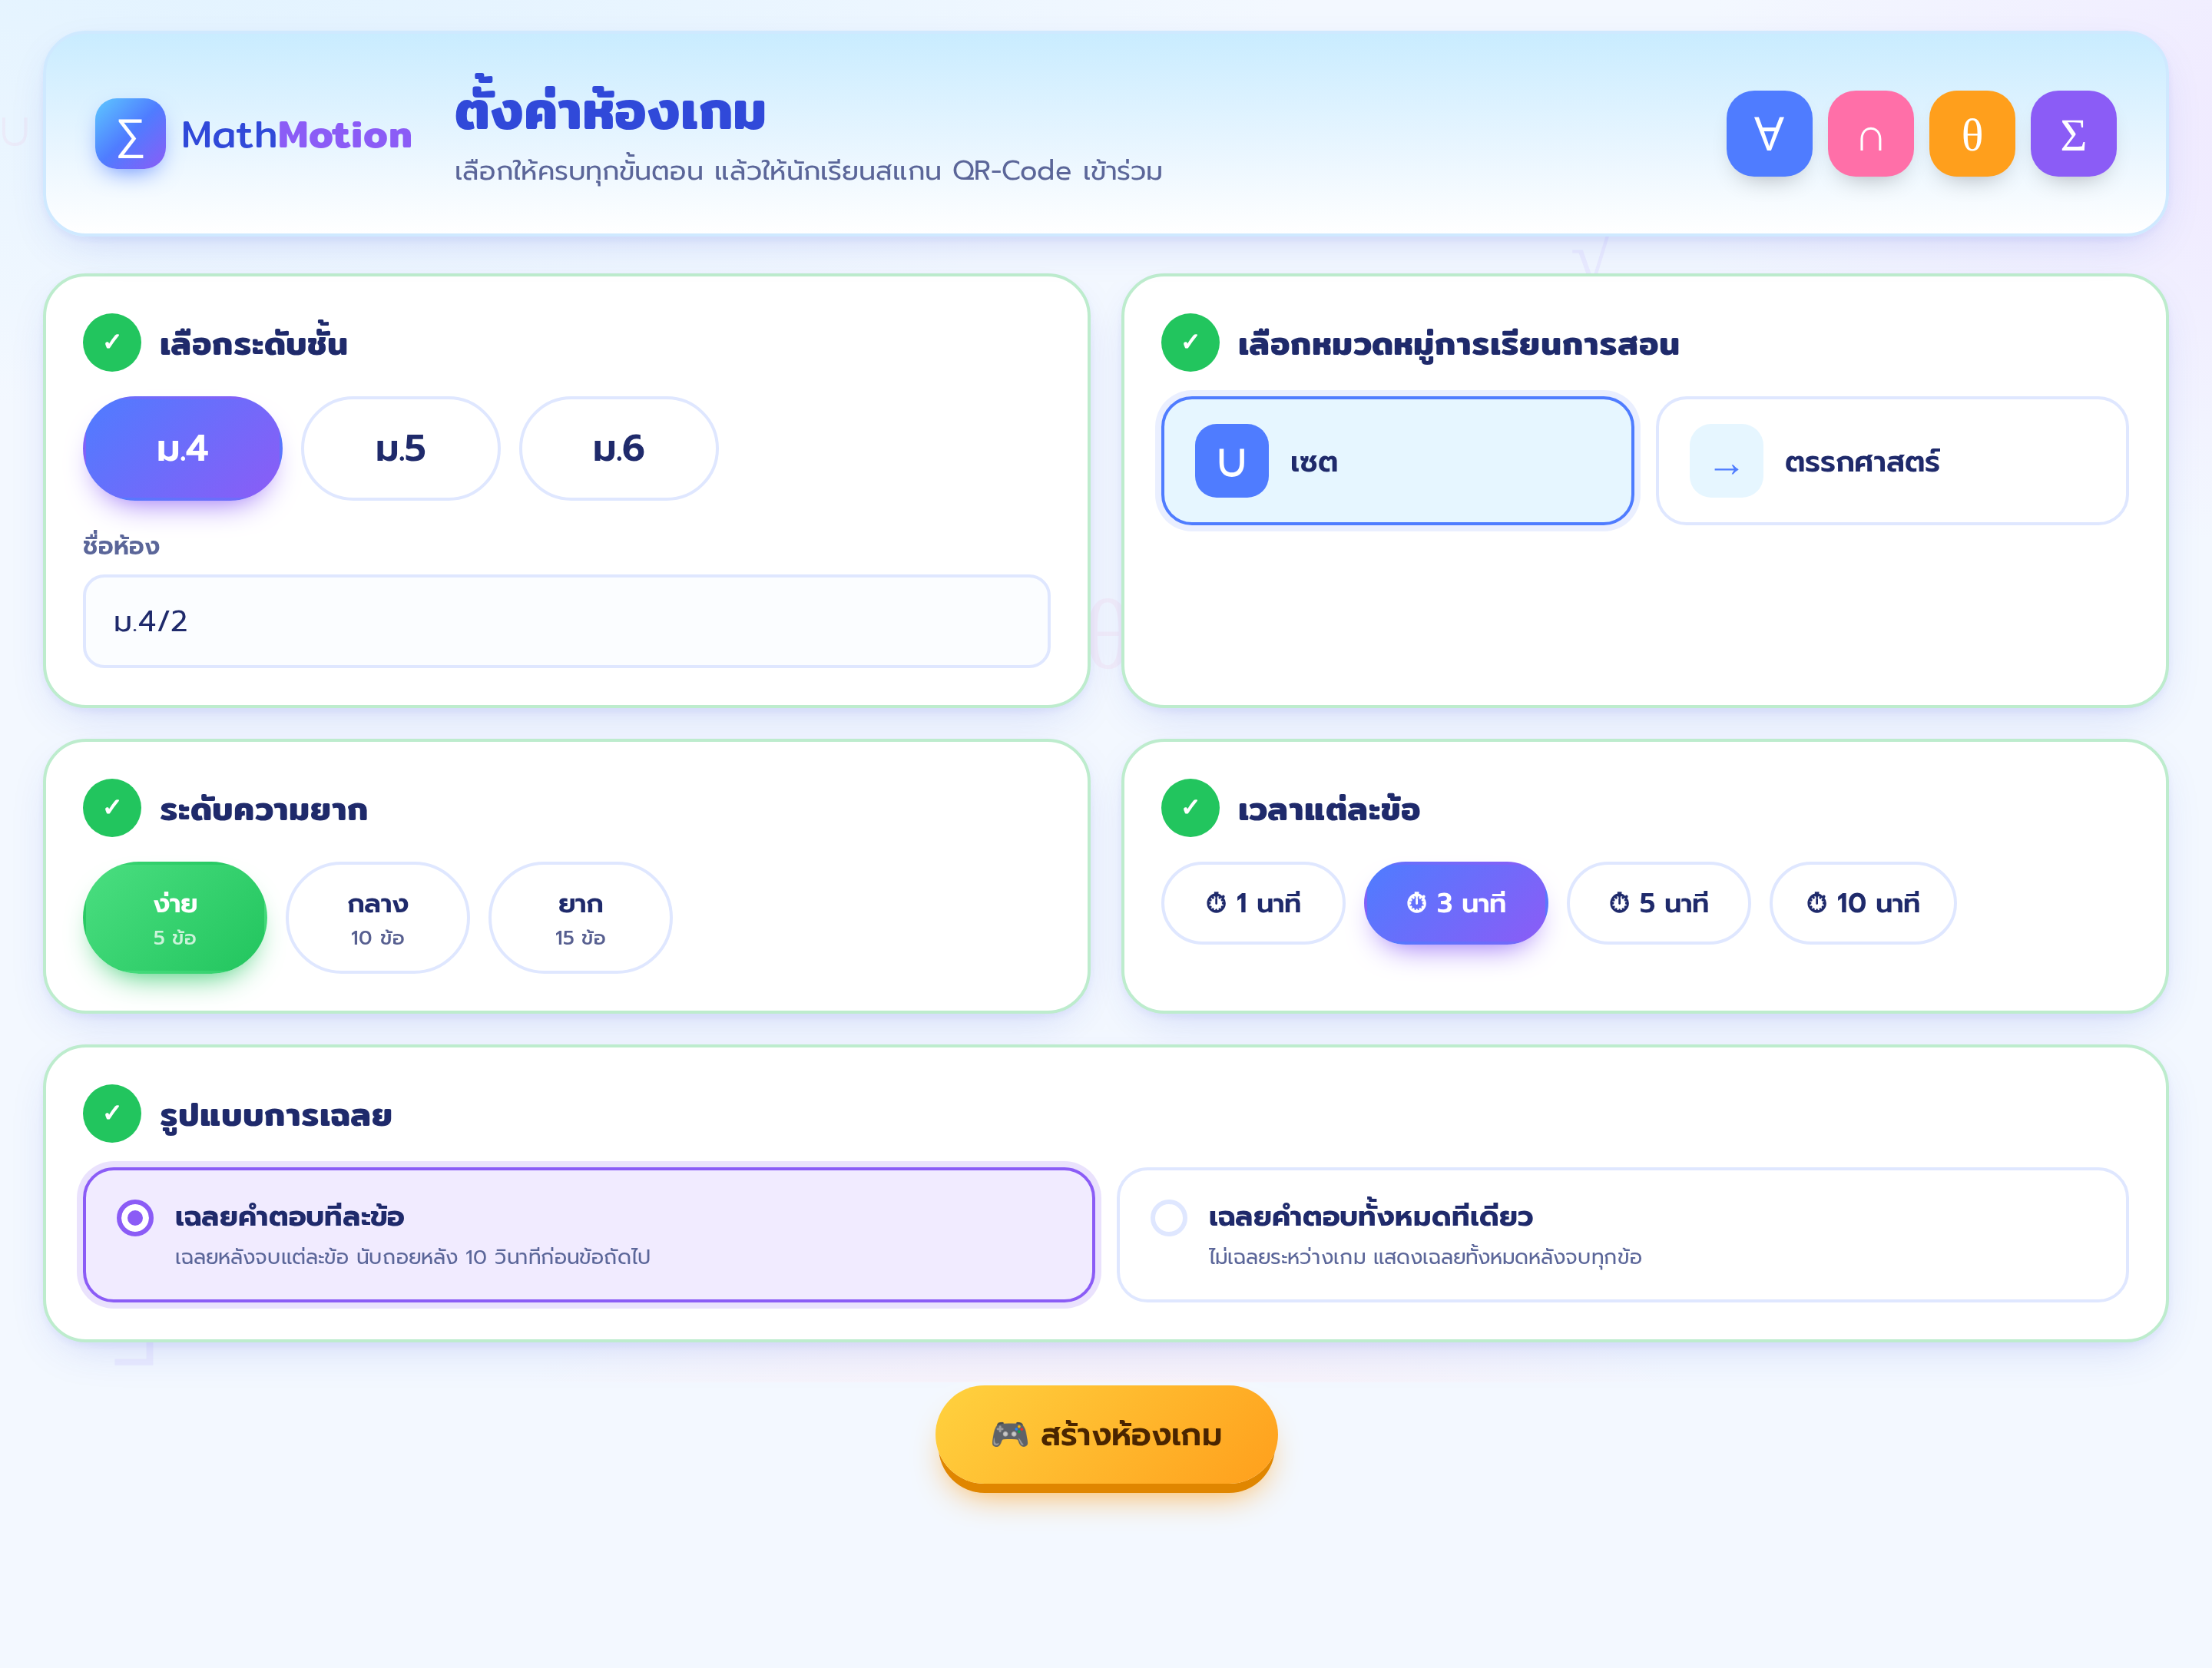 ∑ MathMotion
ตั้งค่าห้องเกม
เลือกให้ครบทุกขั้นตอน แล้วให้นักเรียนสแกน QR-Code เข้าร่วม
∀ ∩ θ Σ
✓ เลือกระดับชั้น
ม.4 ม.5 ม.6
ชื่อห้อง
ม.4/2
✓ เลือกหมวดหมู่การเรียนการสอน
∪ เซต
→ ตรรกศาสตร์
✓ ระดับความยาก
ง่าย
5 ข้อ
กลาง
10 ข้อ
ยาก
15 ข้อ
✓ เวลาแต่ละข้อ
⏱ 1 นาที ⏱ 3 นาที ⏱ 5 นาที ⏱ 10 นาที
✓ รูปแบบการเฉลย
เฉลยคำตอบทีละข้อ
เฉลยหลังจบแต่ละข้อ นับถอยหลัง 10 วินาทีก่อนข้อถัดไป
เฉลยคำตอบทั้งหมดทีเดียว
ไม่เฉลยระหว่างเกม แสดงเฉลยทั้งหมดหลังจบทุกข้อ
🎮 สร้างห้องเกม